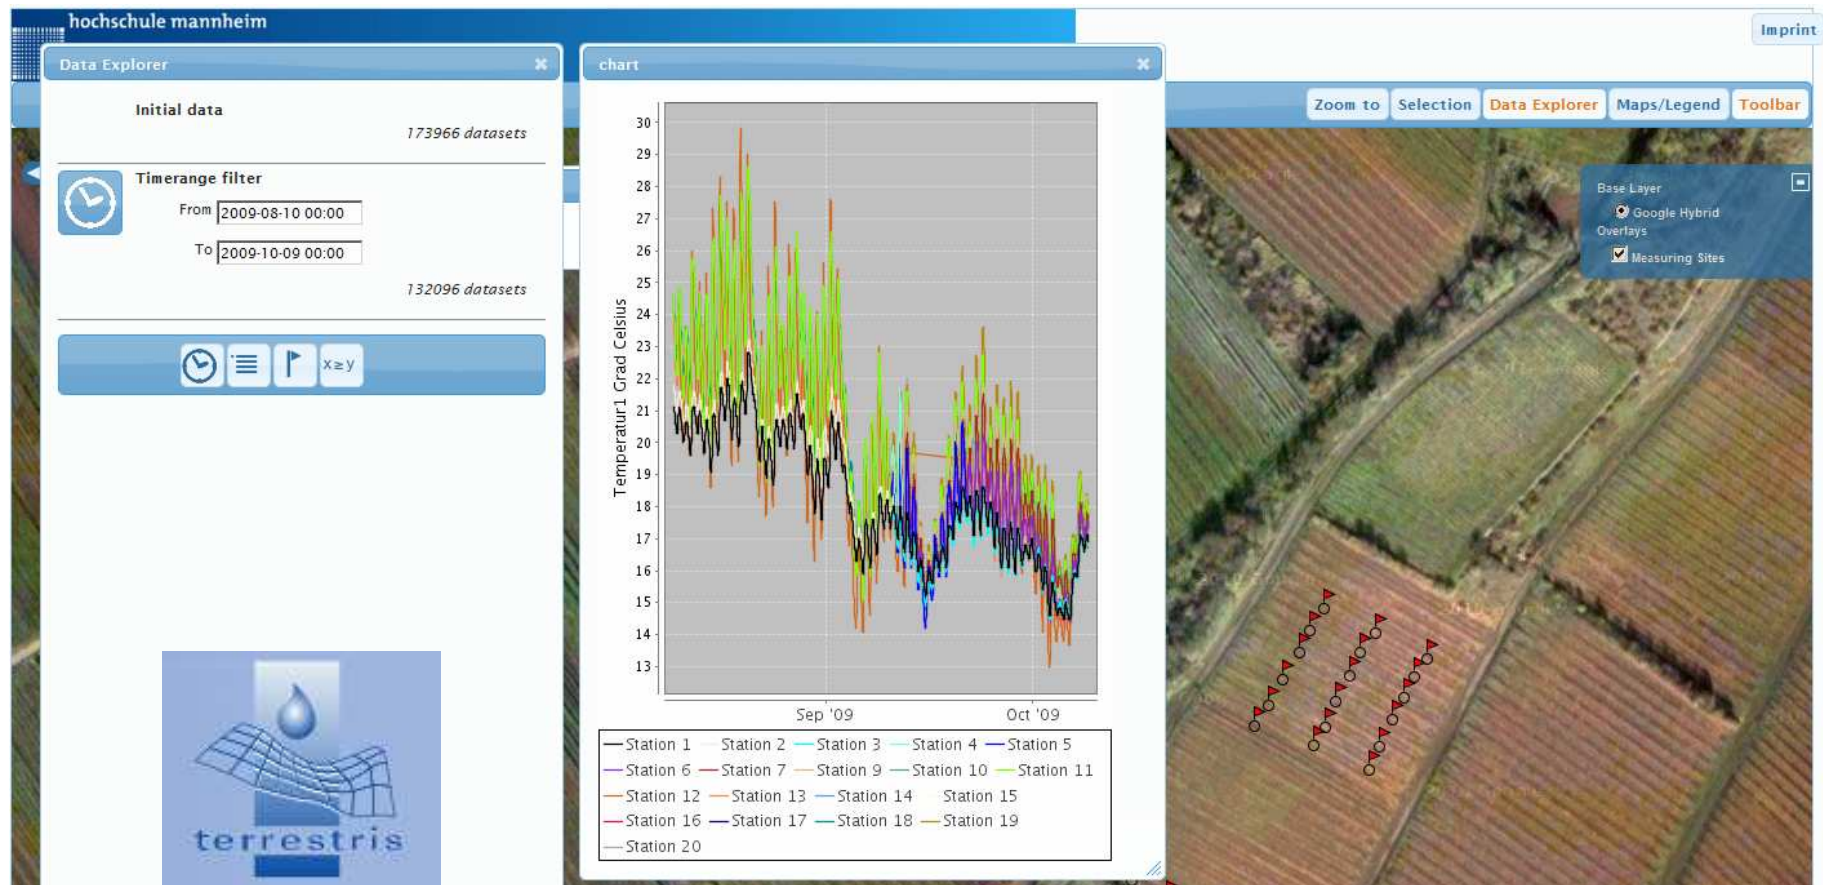 hochschule mannheim
Imprint
Data Explorer
Initial data
173966 datasets
Timerange filter
From 2009-08-10 00:00
To 2009-10-09 00:00
132096 datasets
x≥y
terrestris
chart
Temperatur1 Grad Celsius
30
29
28
27
26
25
24
23
22
21
20
19
18
17
16
15
14
13
Sep '09 Oct '09
Station 1 Station 2 Station 3 Station 4 Station 5
Station 6 Station 7 Station 9 Station 10 Station 11
Station 12 Station 13 Station 14 Station 15
Station 16 Station 17 Station 18 Station 19
Station 20
Zoom to Selection Data Explorer Maps/Legend Toolbar
Base Layer
Google Hybrid
Overlays
Measuring Sites